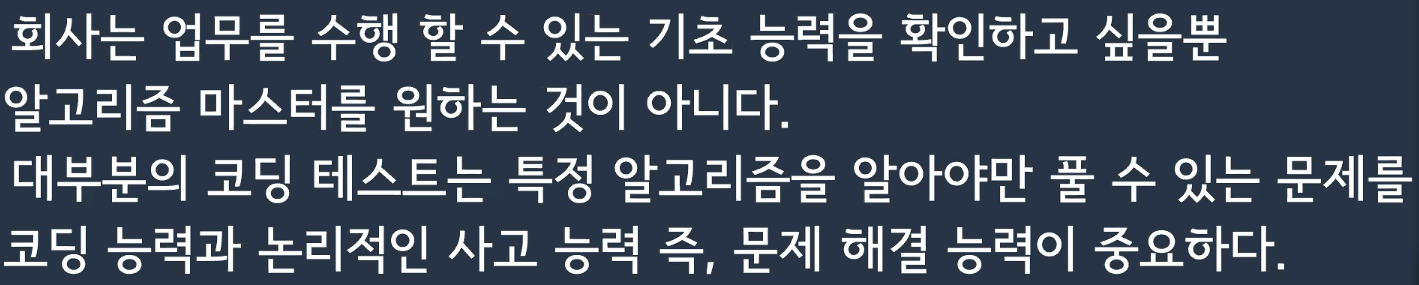 회사는 업무를 수행 할 수 있는 기초 능력을 확인하고 싶을뿐
알고리즘 마스터를 원하는 것이 아니다.
대부분의 코딩 테스트는 특정 알고리즘을 알아야만 풀 수 있는 문제를
코딩 능력과 논리적인 사고 능력 즉, 문제 해결 능력이 중요하다.